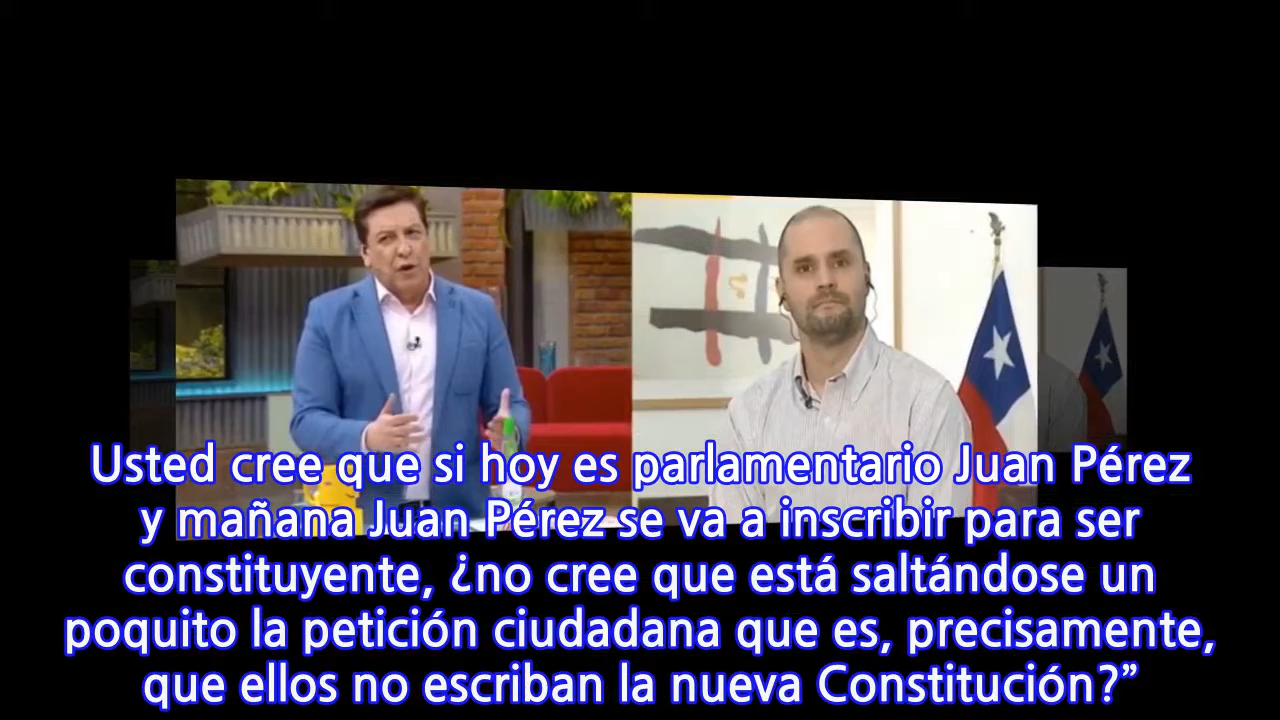 Usted cree que si hoy es parlamentario Juan Pérez
y mañana Juan Pérez se va a inscribir para ser
constituyente, ¿no cree que está saltándose un
poquito la petición ciudadana que es, precisamente,
que ellos no escriban la nueva Constitución?”